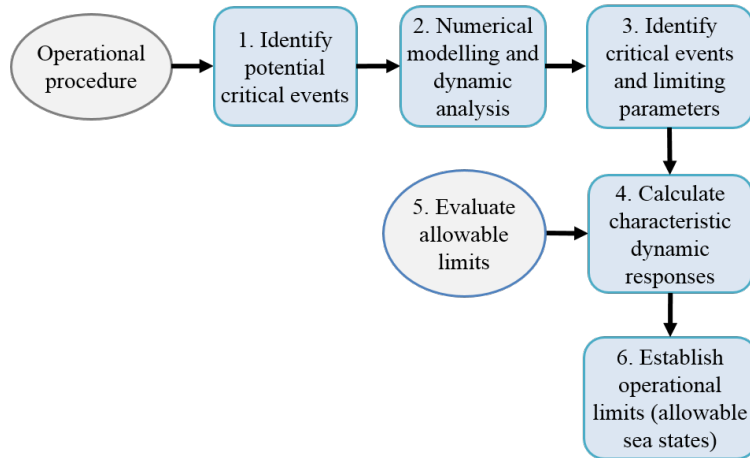 Operational
procedure
1. Identify
potential
critical events
2. Numerical
modelling and
dynamic
analysis
3. Identify
critical events
and limiting
parameters
5. Evaluate
allowable
limits
4. Calculate
characteristic
dynamic
responses
6. Establish
operational
limits (allowable
sea states)